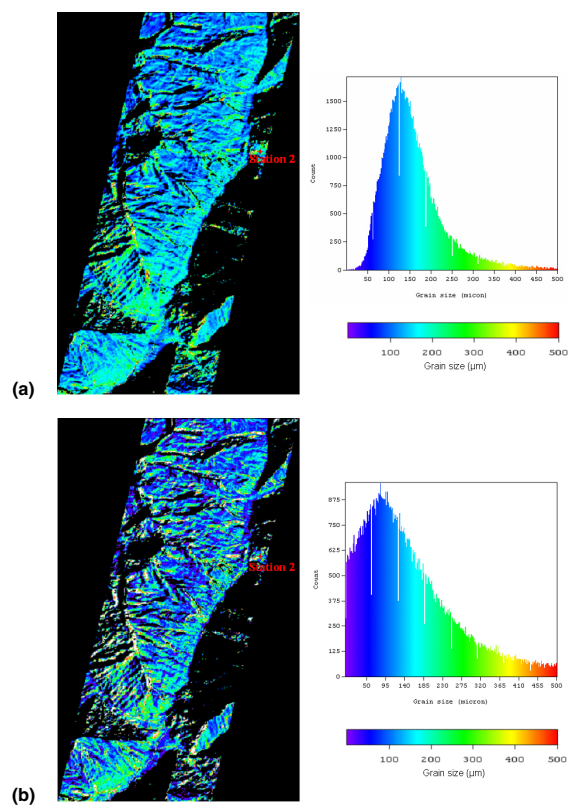 Station 2
1500
1250
1000
750
500
250
0
Count
50 100 150 200 250 300 350 400 450 500
Grain size (micon)
100 200 300 400 500
Grain size (µm)
(a)
Station 2
875
750
625
500
375
250
125
0
Count
50 95 140 185 230 275 320 365 410 455 500
Grain size (micron)
100 200 300 400 500
Grain size (µm)
(b)